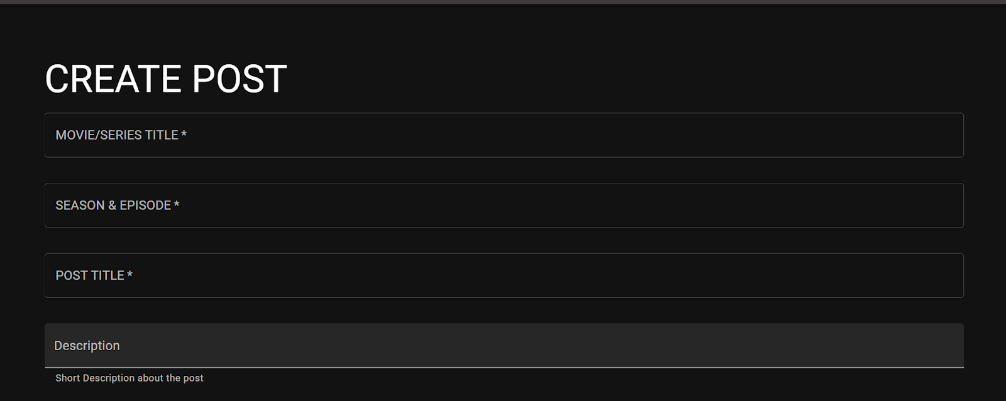 CREATE POST
MOVIE/SERIES TITLE *
SEASON & EPISODE *
POST TITLE *
Description
Short Description about the post